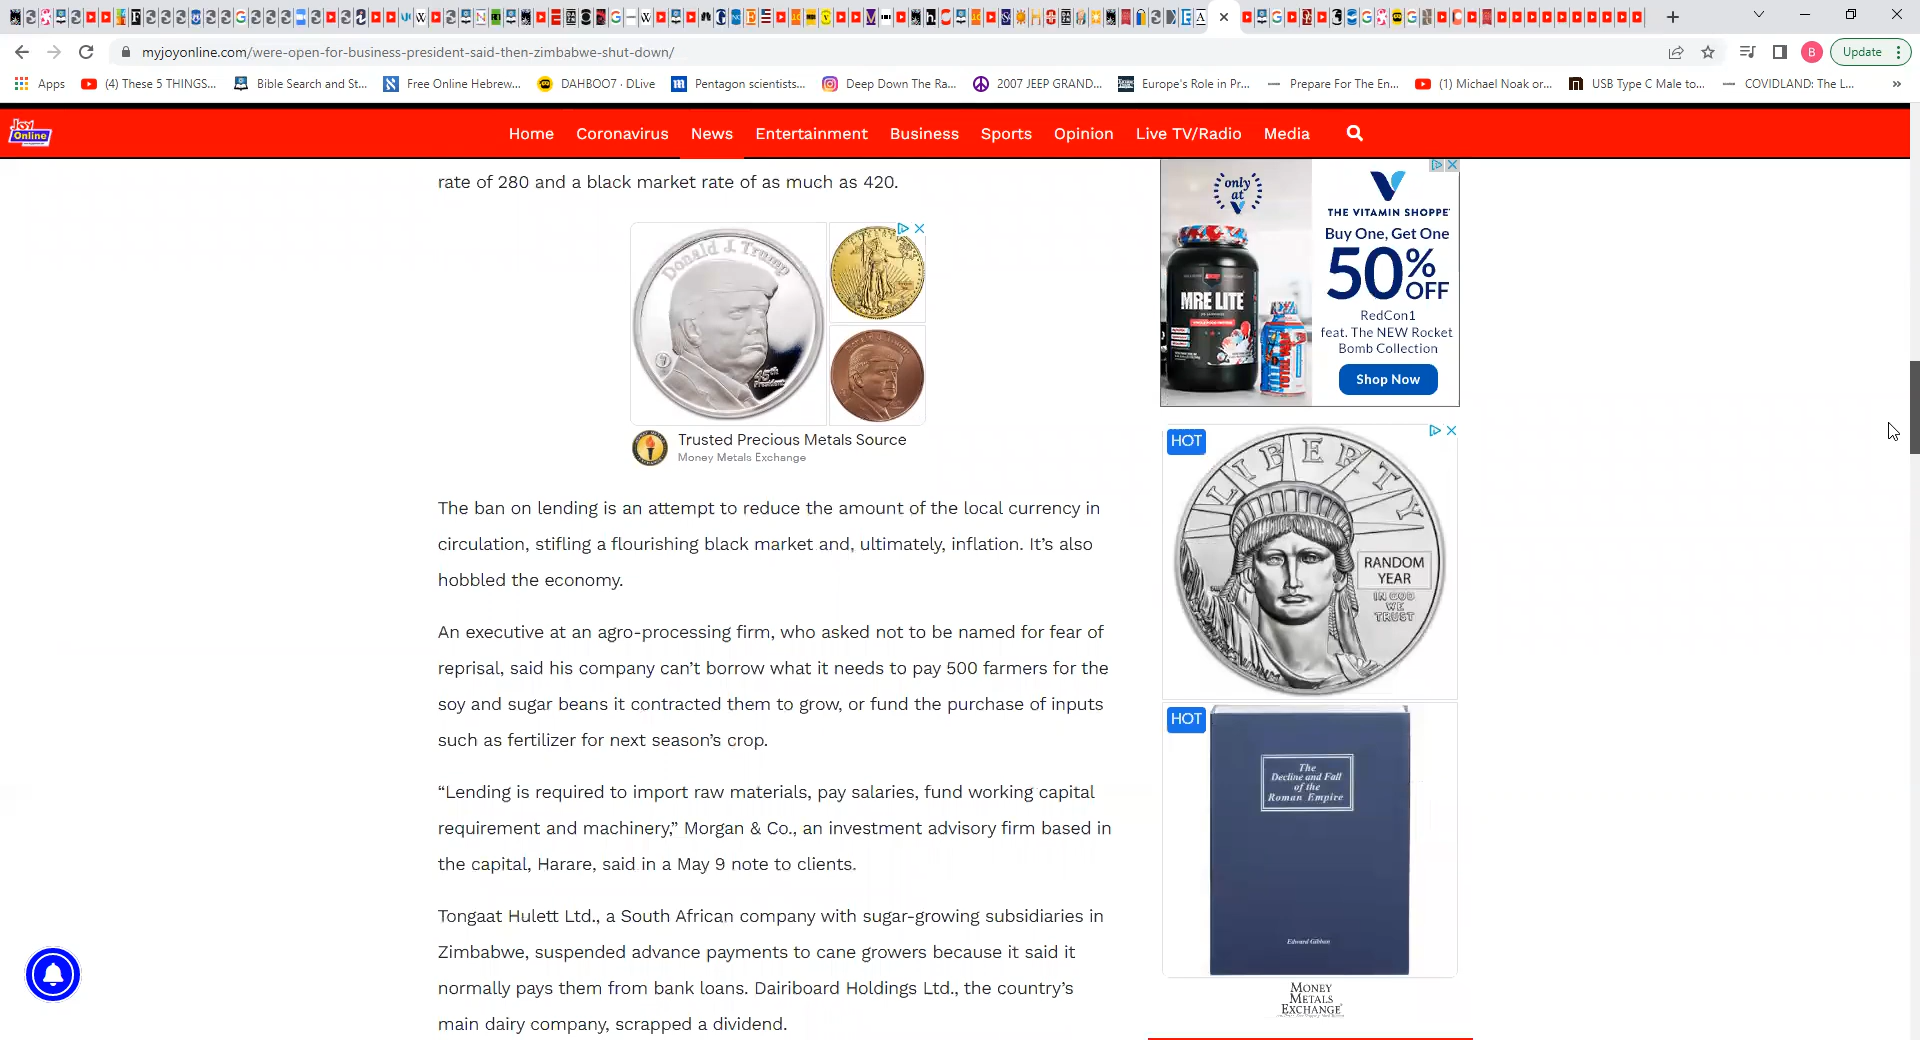 myjoyonline.com/were-open-for-business-president-said-then-zimbabwe-shut-down/
B
Update
Apps
(4) These 5 THINGS...
Bible Search and St...
Free Online Hebrew...
DAHBOO7 · DLive
Pentagon scientists...
Deep Down The Ra...
2007 JEEP GRAND...
Europe's Role in Pr...
Prepare For The En...
(1) Michael Noak or...
USB Type C Male to...
COVIDLAND: The L...
»
Joy
Online
Home
Coronavirus
News
Entertainment
Business
Sports
Opinion
Live TV/Radio
Media
rate of 280 and a black market rate of as much as 420.
Donald J. Trump
45th
President
Trusted Precious Metals Source
Money Metals Exchange
The ban on lending is an attempt to reduce the amount of the local currency in
circulation, stifling a flourishing black market and, ultimately, inflation. It’s also
hobbled the economy.
An executive at an agro-processing firm, who asked not to be named for fear of
reprisal, said his company can’t borrow what it needs to pay 500 farmers for the
soy and sugar beans it contracted them to grow, or fund the purchase of inputs
such as fertilizer for next season’s crop.
“Lending is required to import raw materials, pay salaries, fund working capital
requirement and machinery,” Morgan & Co., an investment advisory firm based in
the capital, Harare, said in a May 9 note to clients.
Tongaat Hulett Ltd., a South African company with sugar-growing subsidiaries in
Zimbabwe, suspended advance payments to cane growers because it said it
normally pays them from bank loans. Dairiboard Holdings Ltd., the country’s
main dairy company, scrapped a dividend.
only
at
V
THE VITAMIN SHOPPE
Buy One, Get One
50%
OFF
RedCon1
feat. The NEW Rocket
Bomb Collection
Shop Now
MRE LITE
HOT
LIBERTY
RANDOM
YEAR
IN GOD
WE
TRUST
HOT
The
Decline and Fall
of the
Roman Empire
Edward Gibbon
MONEY
METALS
EXCHANGE